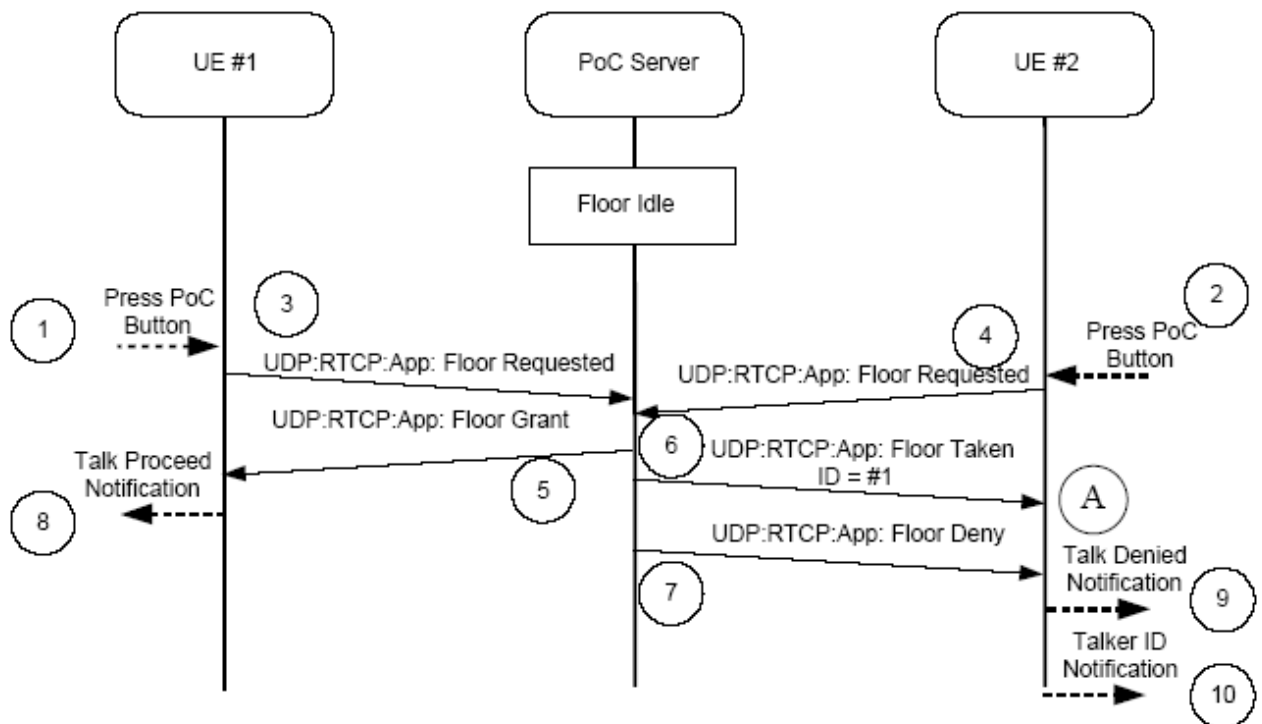 UE #1
PoC Server
UE #2
Floor Idle
1
Press PoC
Button
3
2
Press PoC
Button
4
UDP:RTCP:App: Floor Requested
UDP:RTCP:App: Floor Requested
UDP:RTCP:App: Floor Grant
6
UDP:RTCP:App: Floor Taken
ID = #1
Talk Proceed
Notification
5
A
8
UDP:RTCP:App: Floor Deny
7
Talk Denied
Notification
9
Talker ID
Notification
10